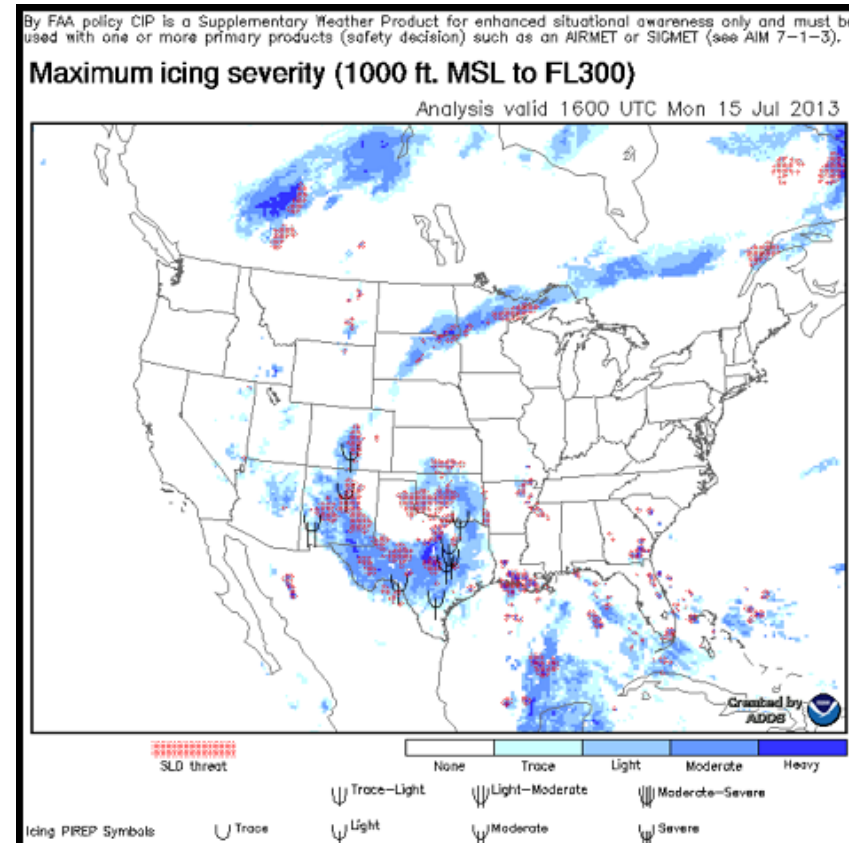 By FAA policy CIP is a Supplementary Weather Product for enhanced situational awareness only and must be
used with one or more primary products (safety decision) such as an AIRMET or SIGMET (see AIM 7-1-3).
Maximum icing severity (1000 ft. MSL to FL300)
Analysis valid 1600 UTC Mon 15 Jul 2013
Created by
ADDS
SLD threat
None Trace Light Moderate Heavy
Trace-Light Light-Moderate Moderate-Severe
Icing PIREP Symbols Trace Light Moderate Severe